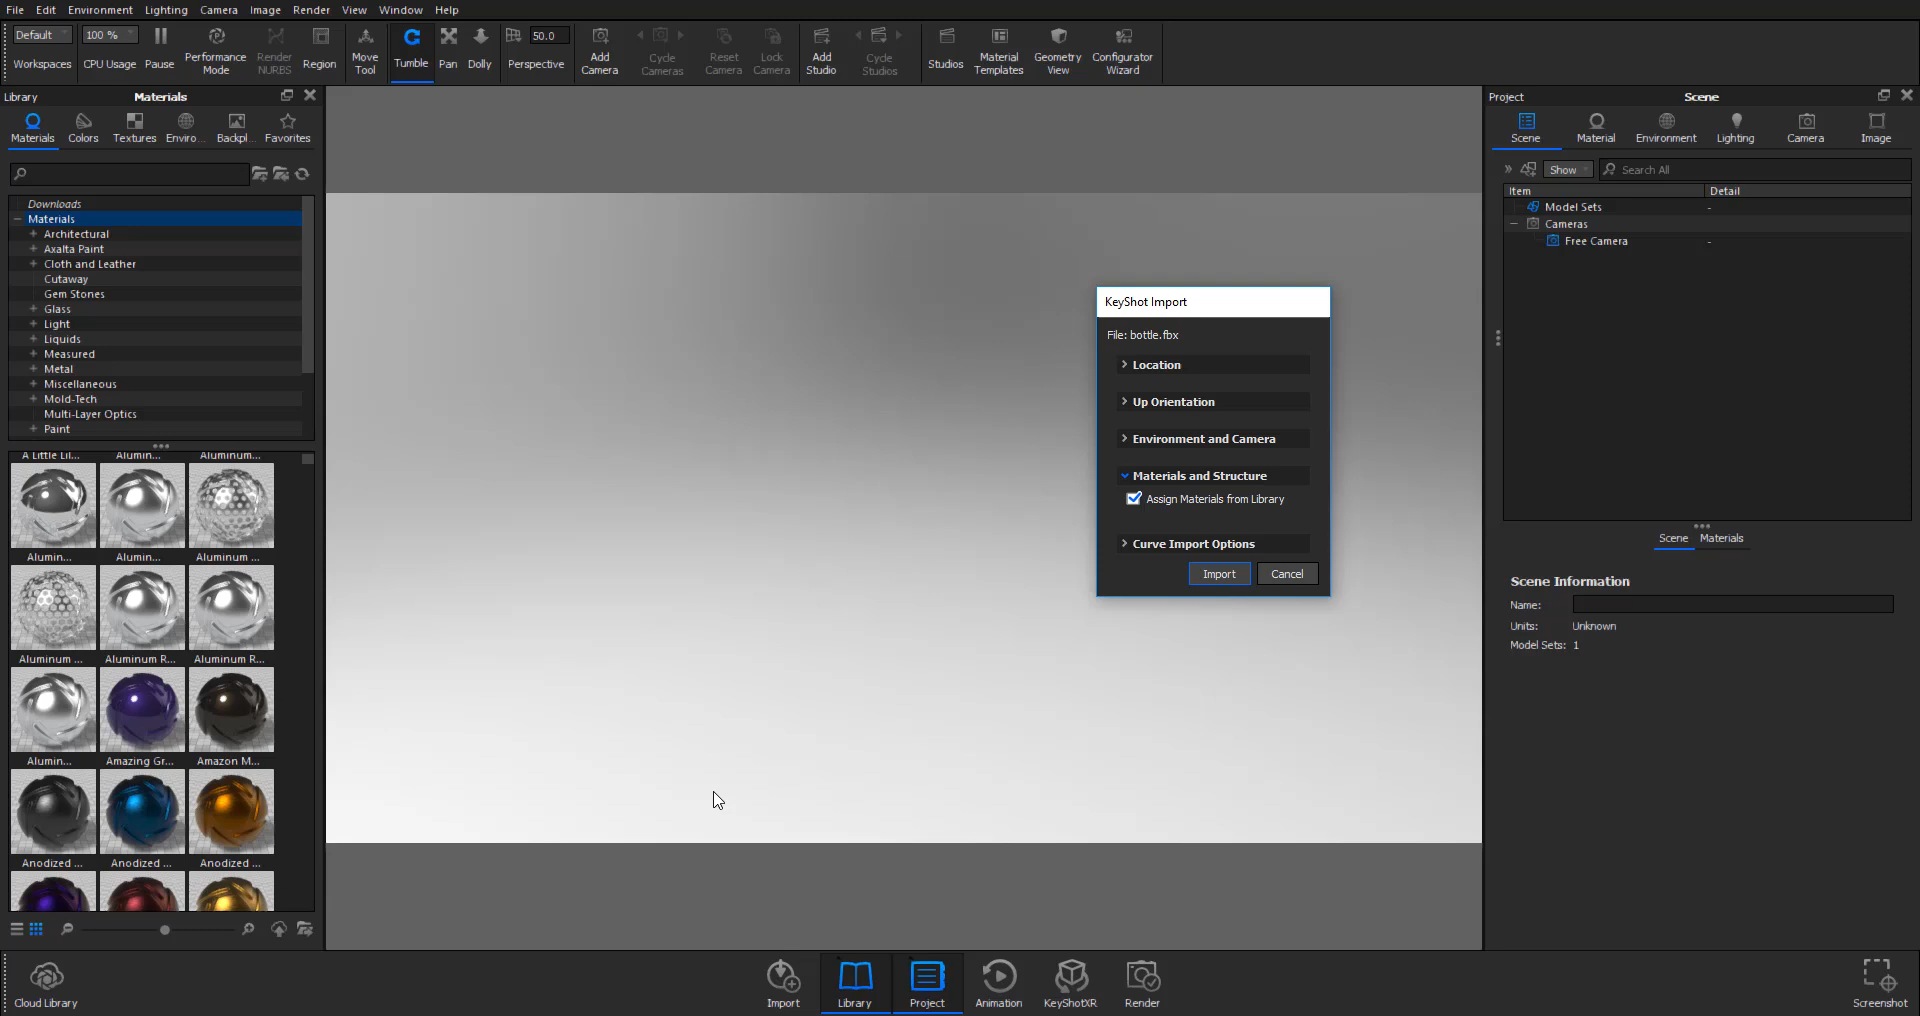 File Edit Environment Lighting Camera Image Render View Window Help
Default 100 % 50.0
Workspaces CPU Usage Pause Performance Mode Render NURBS Region Move Tool Tumble Pan Dolly Perspective Add Camera Cycle Cameras Reset Camera Lock Camera Add Studio Cycle Studios Studios Material Templates Geometry View Configurator Wizard
Library Materials
Materials Colors Textures Enviro... Backpl... Favorites
Downloads
Materials
Architectural
Axalta Paint
Cloth and Leather
Cutaway
Gem Stones
Glass
Light
Liquids
Measured
Metal
Miscellaneous
Mold-Tech
Multi-Layer Optics
Paint
A Little Lil... Alumin... Aluminum...
Alumin... Alumin... Aluminum ...
Aluminum ... Aluminum R... Aluminum R...
Alumin... Amazing Gr... Amazon M...
Anodized ... Anodized ... Anodized ...
KeyShot Import
File: bottle.fbx
Location
Up Orientation
Environment and Camera
Materials and Structure
Assign Materials from Library
Curve Import Options
Import Cancel
Project Scene
Scene Material Environment Lighting Camera Image
Show Search All
Item Detail
Model Sets -
Cameras
Free Camera -
Scene Materials
Scene Information
Name:
Units: Unknown
Model Sets: 1
Cloud Library Import Library Project Animation KeyShotXR Render Screenshot